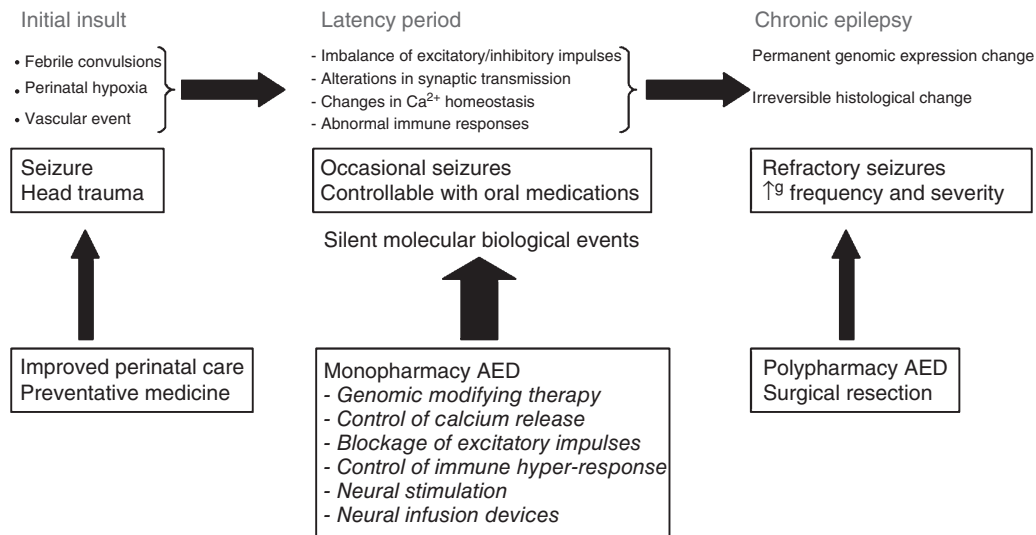 Initial insult
• Febrile convulsions
• Perinatal hypoxia
• Vascular event
Seizure
Head trauma
Improved perinatal care
Preventative medicine
Latency period
- Imbalance of excitatory/inhibitory impulses
- Alterations in synaptic transmission
- Changes in Ca²⁺ homeostasis
- Abnormal immune responses
Occasional seizures
Controllable with oral medications
Silent molecular biological events
Monopharmacy AED
- Genomic modifying therapy
- Control of calcium release
- Blockage of excitatory impulses
- Control of immune hyper-response
- Neural stimulation
- Neural infusion devices
Chronic epilepsy
Permanent genomic expression change
Irreversible histological change
Refractory seizures
↑g frequency and severity
Polypharmacy AED
Surgical resection